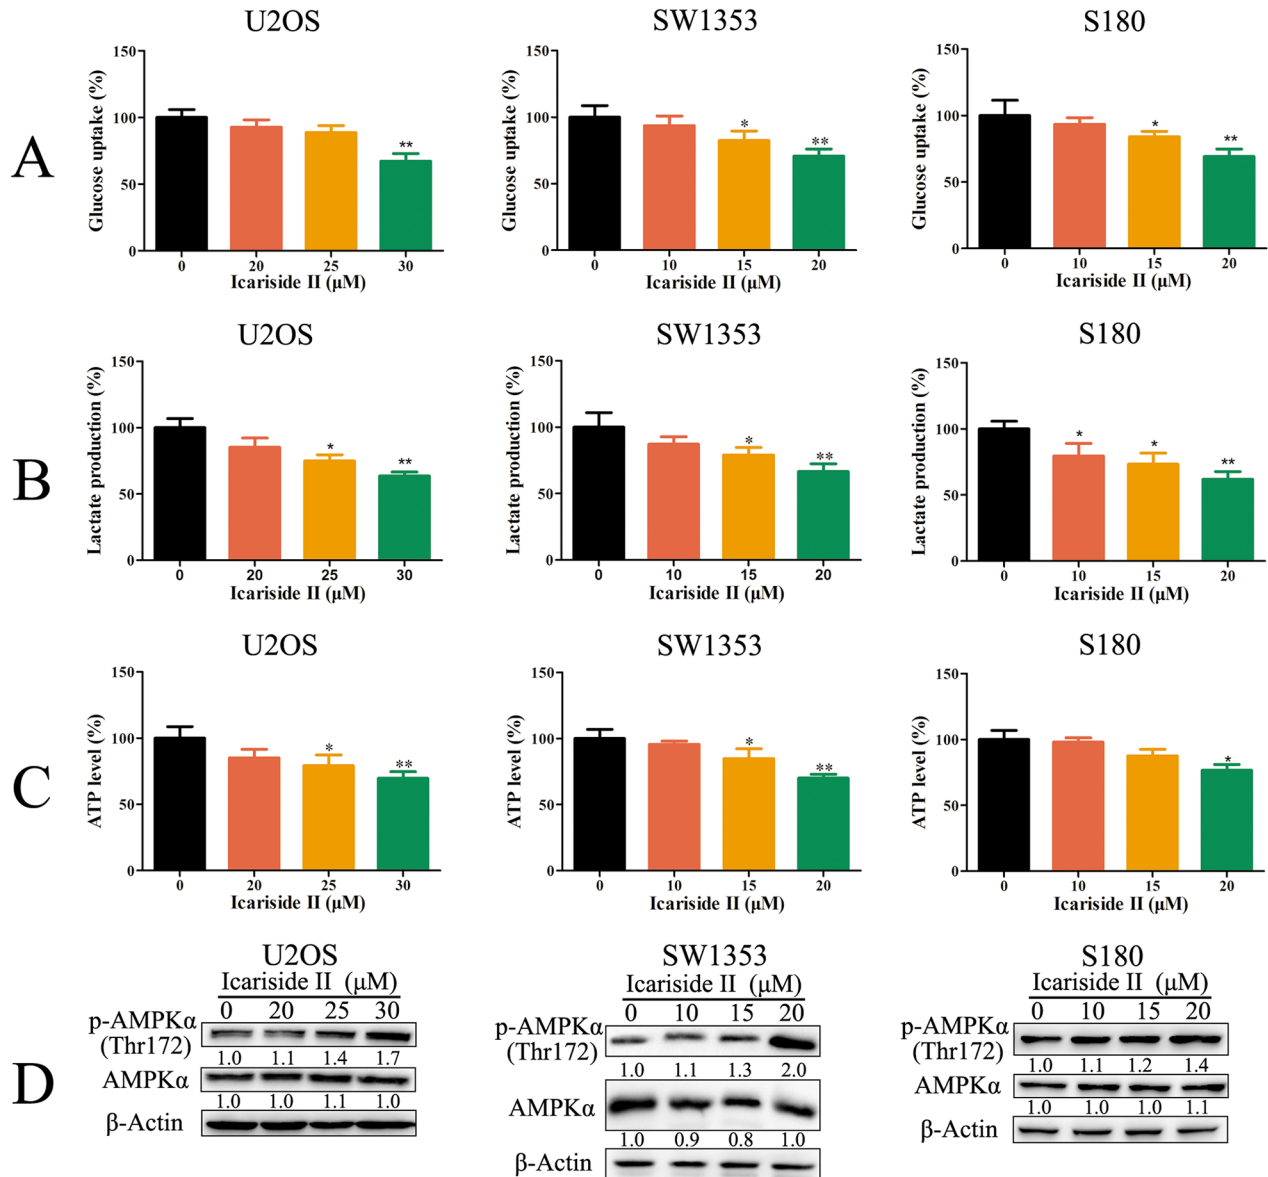 U2OS SW1353 S180
A
Glucose uptake (%)
150
100
50
0
**
0 20 25 30
Icariside II (μM)
Glucose uptake (%)
150
100
50
0
* **
0 10 15 20
Icariside II (μM)
Glucose uptake (%)
150
100
50
0
* **
0 10 15 20
Icariside II (μM)
U2OS SW1353 S180
B
Lactate production (%)
150
100
50
0
* **
0 20 25 30
Icariside II (μM)
Lactate production (%)
150
100
50
0
* **
0 10 15 20
Icariside II (μM)
Lactate production (%)
150
100
50
0
* * **
0 10 15 20
Icariside II (μM)
U2OS SW1353 S180
C
ATP level (%)
150
100
50
0
* **
0 20 25 30
Icariside II (μM)
ATP level (%)
150
100
50
0
* **
0 10 15 20
Icariside II (μM)
ATP level (%)
150
100
50
0
*
0 10 15 20
Icariside II (μM)
D
U2OS
Icariside II (μM)
0 20 25 30
p-AMPKα
(Thr172)
1.0 1.1 1.4 1.7
AMPKα
1.0 1.0 1.1 1.0
β-Actin
SW1353
Icariside II (μM)
0 10 15 20
p-AMPKα
(Thr172)
1.0 1.1 1.3 2.0
AMPKα
1.0 0.9 0.8 1.0
β-Actin
S180
Icariside II (μM)
0 10 15 20
p-AMPKα
(Thr172)
1.0 1.1 1.2 1.4
AMPKα
1.0 1.0 1.0 1.1
β-Actin